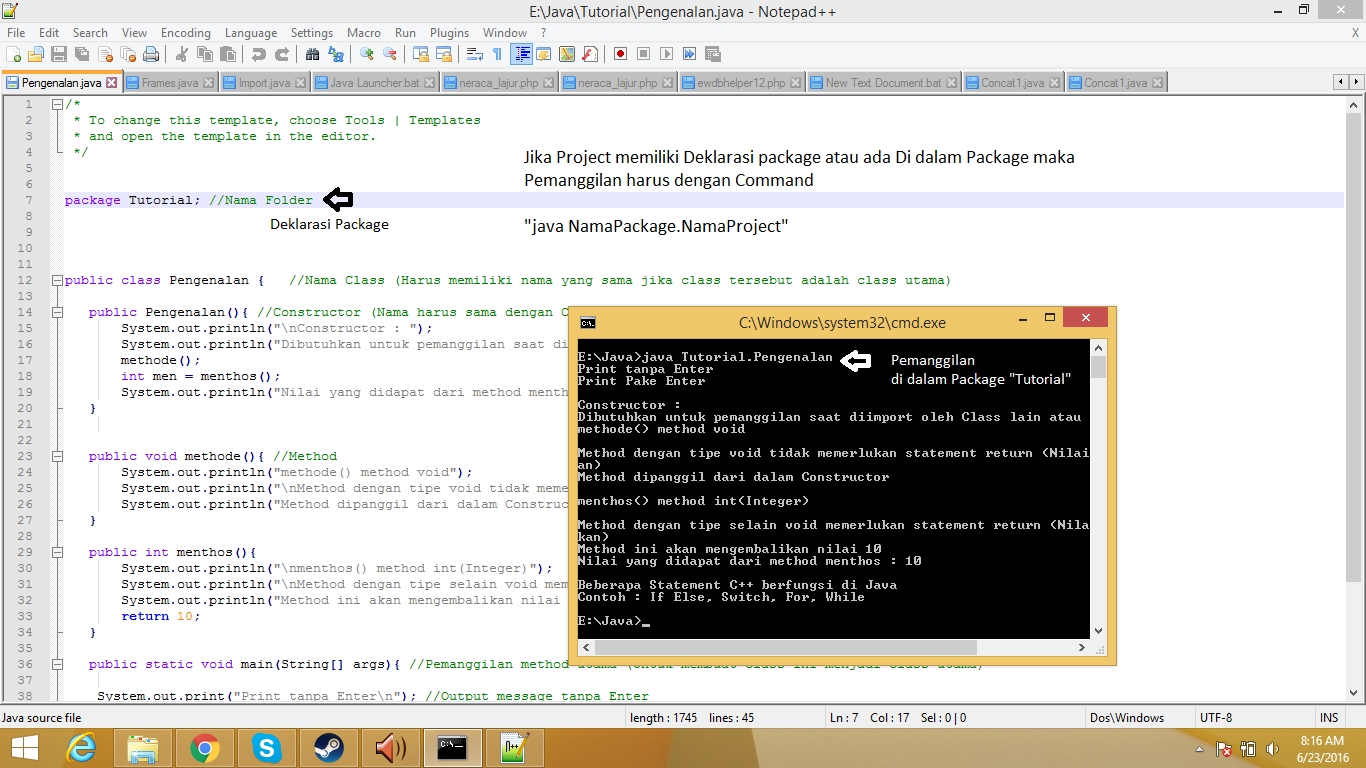 E:\Java\Tutorial\Pengenalan.java - Notepad++
File Edit Search View Encoding Language Settings Macro Run Plugins Window ? X
Pengenalan.java Frames.java Import.java Java Launcher.bat neraca_lajur.php neraca_lajur.php ewdbhelper12.php New Text Document.bat Concat1.java Concat1.java
1 /*
2 * To change this template, choose Tools | Templates
3 * and open the template in the editor.
4 */
5
6
7 package Tutorial; //Nama Folder
8
9
10
11
12 public class Pengenalan { //Nama Class (Harus memiliki nama yang sama jika class tersebut adalah class utama)
13
14 public Pengenalan(){ //Constructor (Nama harus sama dengan C
15 System.out.println("\nConstructor : ");
16 System.out.println("Dibutuhkan untuk pemanggilan saat di
17 methode();
18 int men = menthos();
19 System.out.println("Nilai yang didapat dari method menth
20 }
21
22
23 public void methode(){ //Method
24 System.out.println("methode() method void");
25 System.out.println("\nMethod dengan tipe void tidak meme
26 System.out.println("Method dipanggil dari dalam Construc
27 }
28
29 public int menthos(){
30 System.out.println("\nmenthos() method int(Integer)");
31 System.out.println("\nMethod dengan tipe selain void mem
32 System.out.println("Method ini akan mengembalikan nilai
33 return 10;
34 }
35
36 public static void main(String[] args){ //Pemanggilan method utama (untuk membuat class ini menjadi class utama)
37
38 System.out.print("Print tanpa Enter\n"); //Output message tanpa Enter
Jika Project memiliki Deklarasi package atau ada Di dalam Package maka
Pemanggilan harus dengan Command
"java NamaPackage.NamaProject"
Deklarasi Package
C:\Windows\system32\cmd.exe
E:\Java>java Tutorial.Pengenalan
Print tanpa Enter
Print Pake Enter
Constructor :
Dibutuhkan untuk pemanggilan saat diimport oleh Class lain atau
methode() method void
Method dengan tipe void tidak memerlukan statement return (Nilai
an)
Method dipanggil dari dalam Constructor
menthos() method int(Integer)
Method dengan tipe selain void memerlukan statement return (Nila
kan)
Method ini akan mengembalikan nilai 10
Nilai yang didapat dari method menthos : 10
Beberapa Statement C++ berfungsi di Java
Contoh : If Else, Switch, For, While
E:\Java>_
Pemanggilan
di dalam Package "Tutorial"
Java source file length : 1745 lines : 45 Ln : 7 Col : 17 Sel : 0 | 0 Dos\Windows UTF-8 INS
8:16 AM
6/23/2016